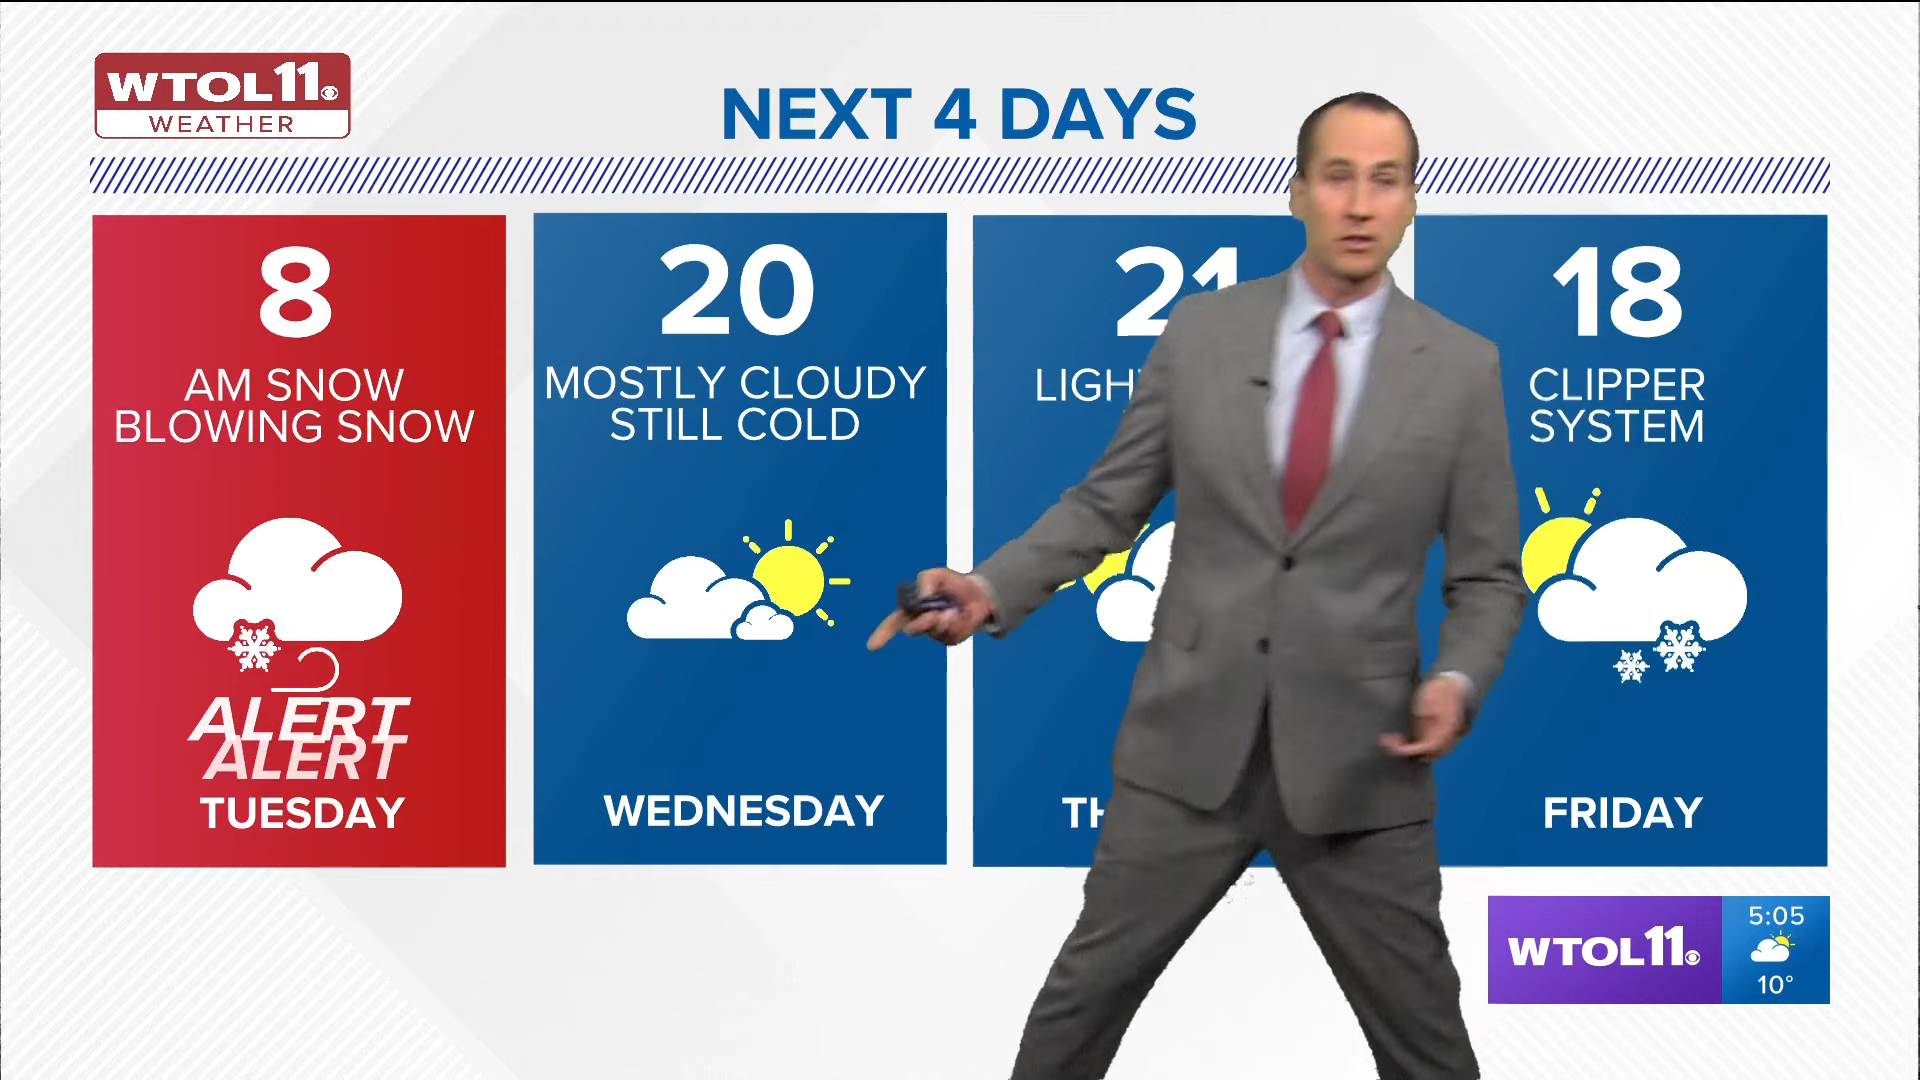 WTOL11
WEATHER
NEXT 4 DAYS
8
AM SNOW
BLOWING SNOW
ALERT
ALERT
TUESDAY
20
MOSTLY CLOUDY
STILL COLD
WEDNESDAY
21
18
CLIPPER
SYSTEM
FRIDAY
WTOL11
5:05
10°